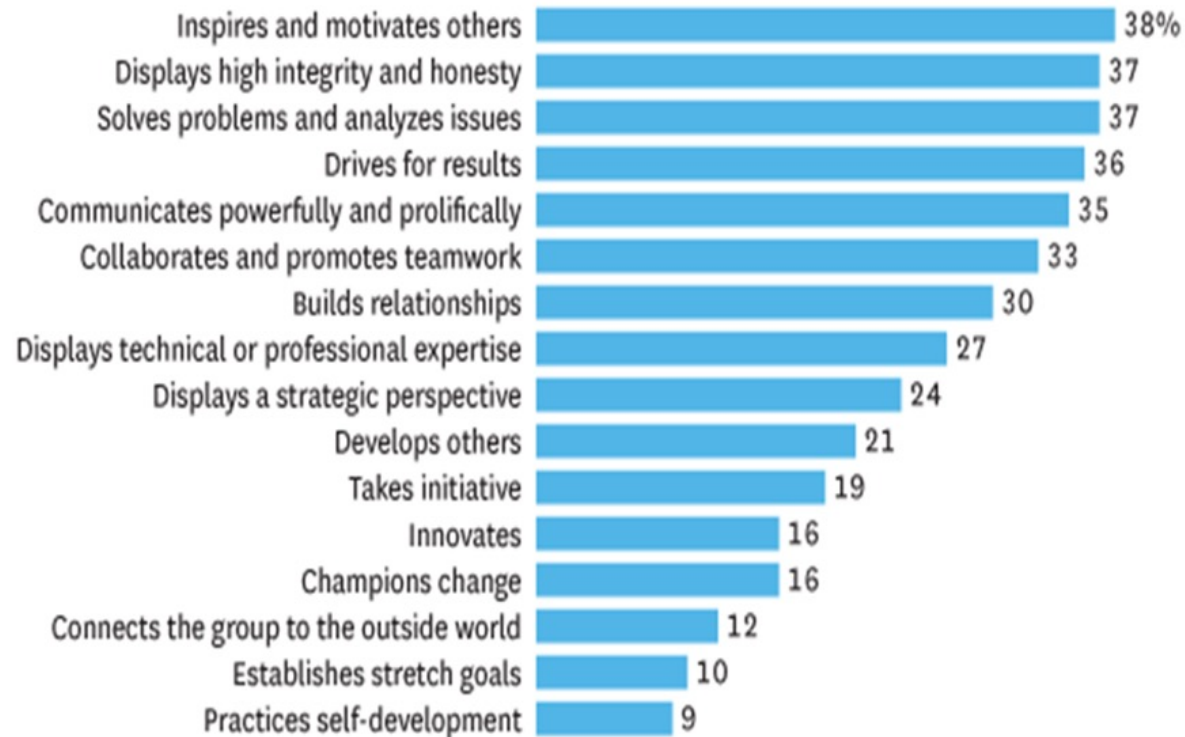 Inspires and motivates others 38%
Displays high integrity and honesty 37
Solves problems and analyzes issues 37
Drives for results 36
Communicates powerfully and prolifically 35
Collaborates and promotes teamwork 33
Builds relationships 30
Displays technical or professional expertise 27
Displays a strategic perspective 24
Develops others 21
Takes initiative 19
Innovates 16
Champions change 16
Connects the group to the outside world 12
Establishes stretch goals 10
Practices self-development 9